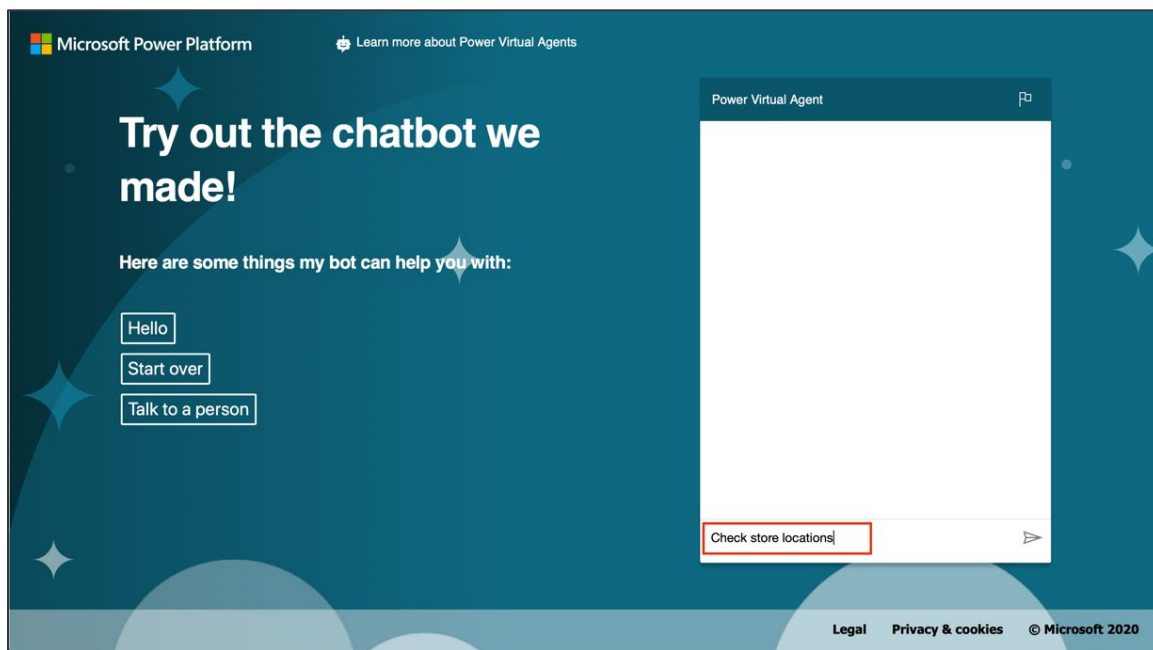 Microsoft Power Platform
Learn more about Power Virtual Agents
Try out the chatbot we
made!
Here are some things my bot can help you with:
Hello
Start over
Talk to a person
Power Virtual Agent
Check store locations
Legal Privacy & cookies © Microsoft 2020